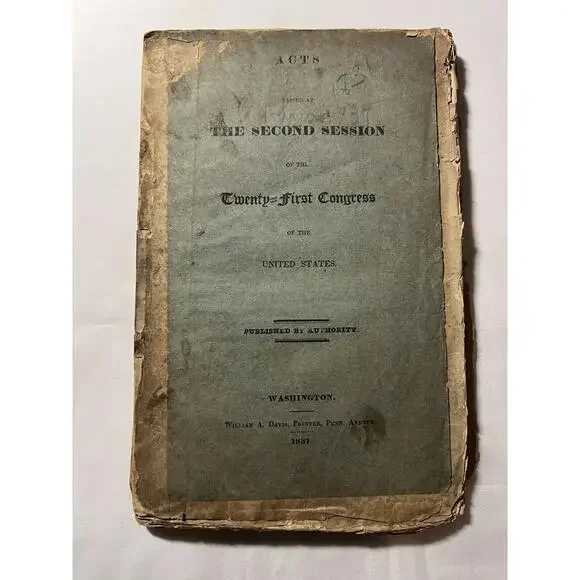 ACTS
PASSED AT
THE SECOND SESSION
OF THE
Twenty=First Congress
OF THE
UNITED STATES.
PUBLISHED BY AUTHORITY.
WASHINGTON.
WILLIAM A. DAVIS, PRINTER, PENN. AVENUE
1831